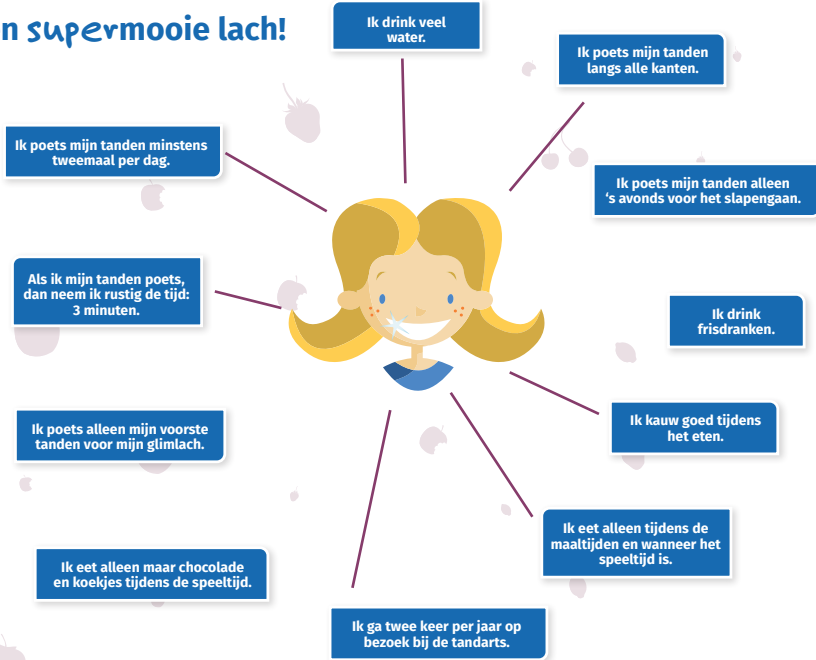 n supermooie lach!
Ik drink veel
water.
Ik poets mijn tanden
langs alle kanten.
Ik poets mijn tanden minstens
tweemaal per dag.
Ik poets mijn tanden alleen
‘s avonds voor het slapengaan.
Als ik mijn tanden poets,
dan neem ik rustig de tijd:
3 minuten.
Ik drink
frisdranken.
Ik poets alleen mijn voorste
tanden voor mijn glimlach.
Ik kauw goed tijdens
het eten.
Ik eet alleen tijdens de
maaltijden en wanneer het
speeltijd is.
Ik eet alleen maar chocolade
en koekjes tijdens de speeltijd.
Ik ga twee keer per jaar op
bezoek bij de tandarts.